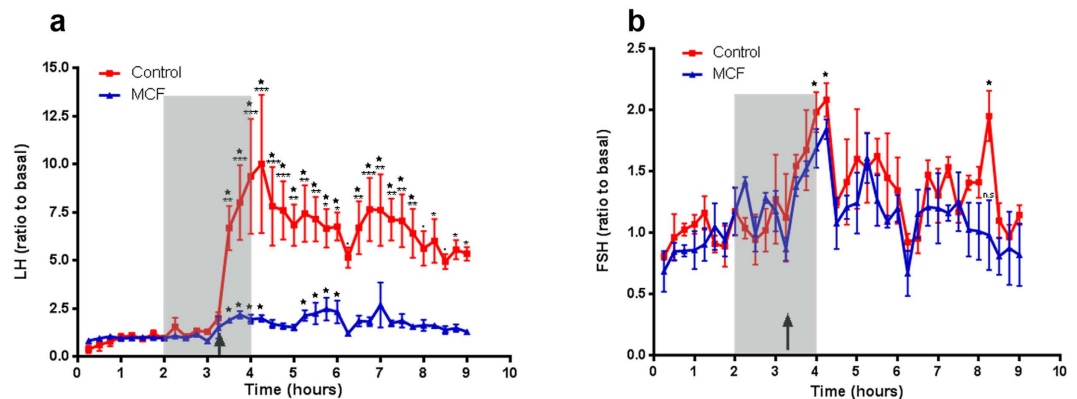 a
LH (ratio to basal)
15.0
12.5
10.0
7.5
5.0
2.5
0.0
Control
MCF
0 1 2 3 4 5 6 7 8 9 10
Time (hours)
b
FSH (ratio to basal)
2.5
2.0
1.5
1.0
0.5
0.0
Control
MCF
n.s
0 1 2 3 4 5 6 7 8 9 10
Time (hours)